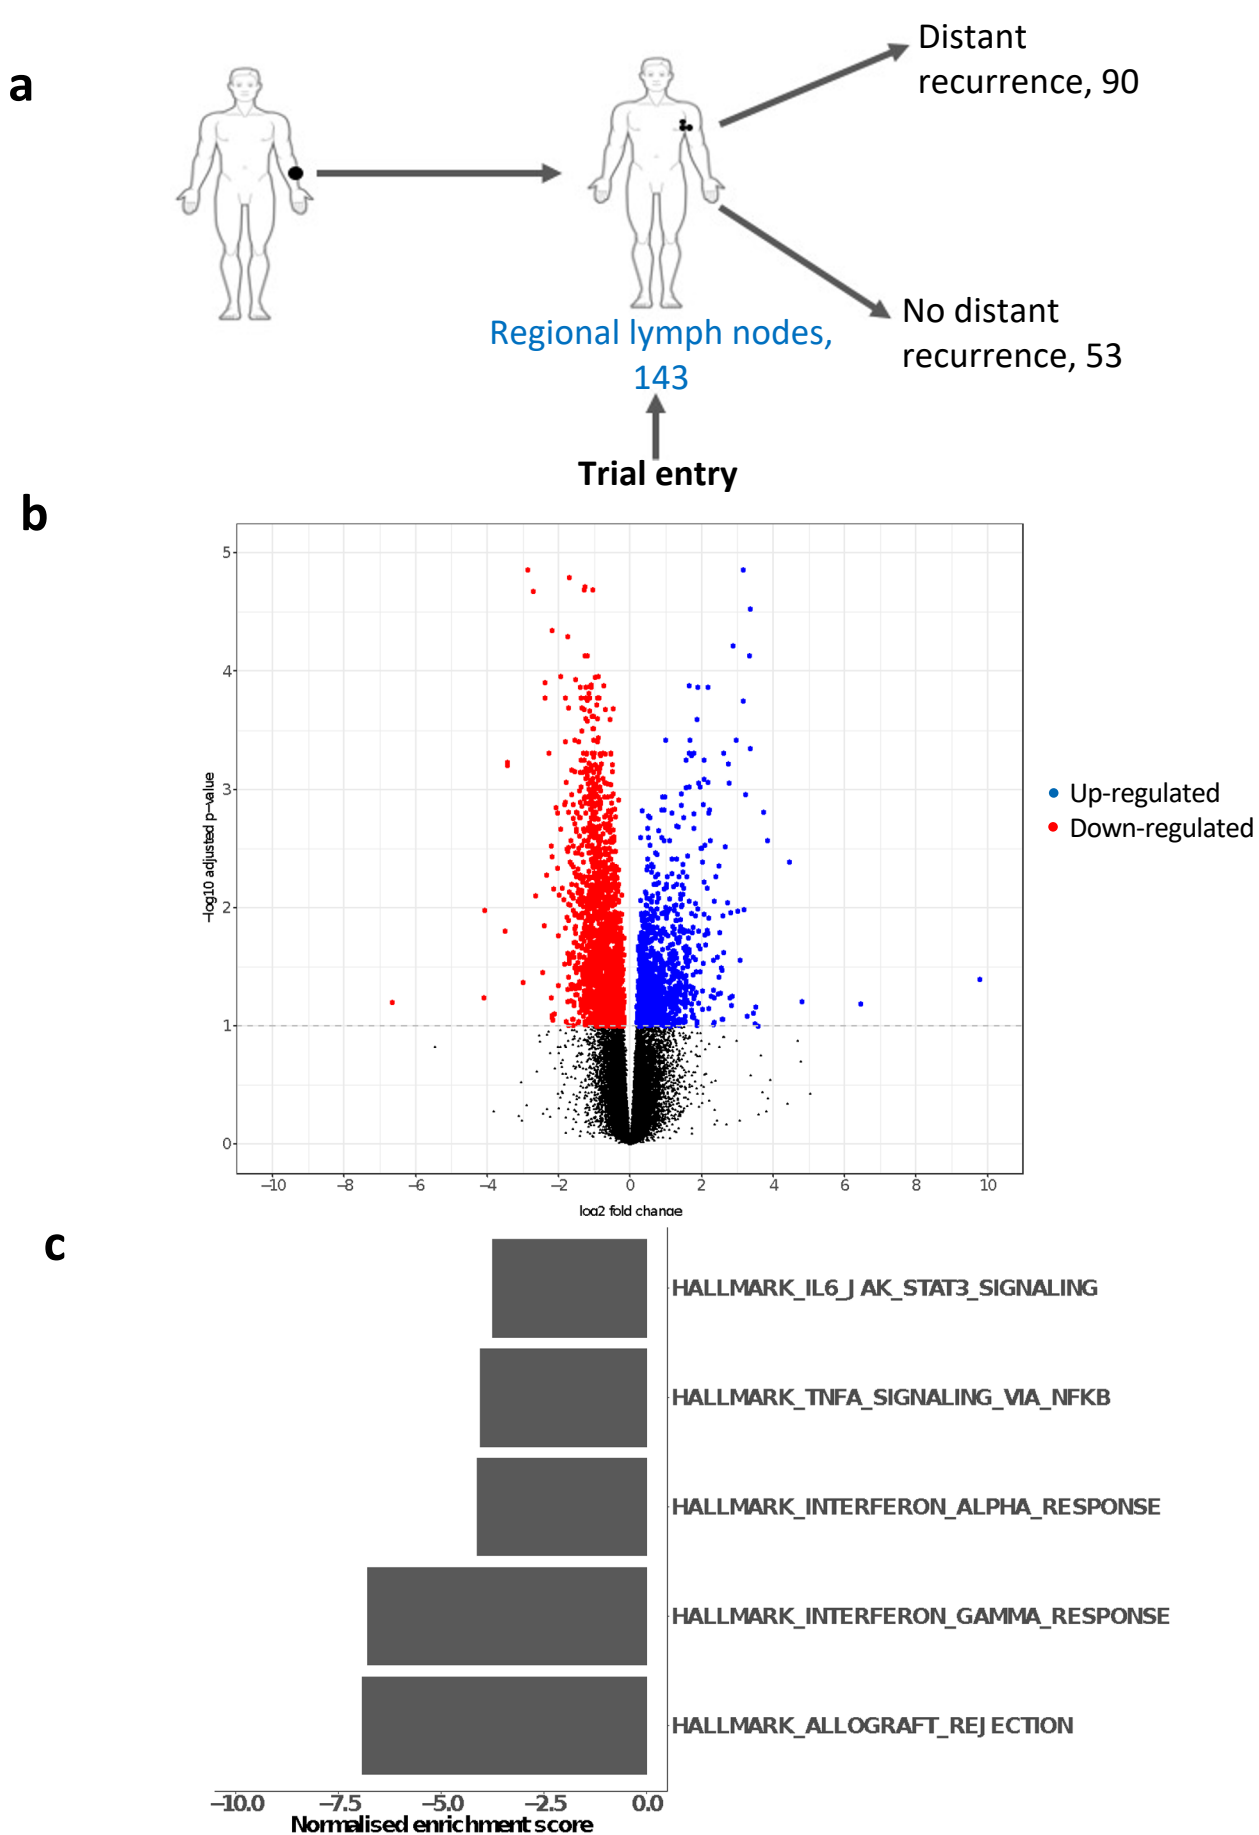 a
Distant
recurrence, 90
No distant
recurrence, 53
Regional lymph nodes,
143
Trial entry
b
5
4
3
2
1
0
−log10 adjusted p−value
−10 −8 −6 −4 −2 0 2 4 6 8 10
log2 fold change
Up-regulated
Down-regulated
c
HALLMARK_IL6_JAK_STAT3_SIGNALING
HALLMARK_TNFA_SIGNALING_VIA_NFKB
HALLMARK_INTERFERON_ALPHA_RESPONSE
HALLMARK_INTERFERON_GAMMA_RESPONSE
HALLMARK_ALLOGRAFT_REJECTION
−10.0 −7.5 −5.0 −2.5 0.0
Normalised enrichment score